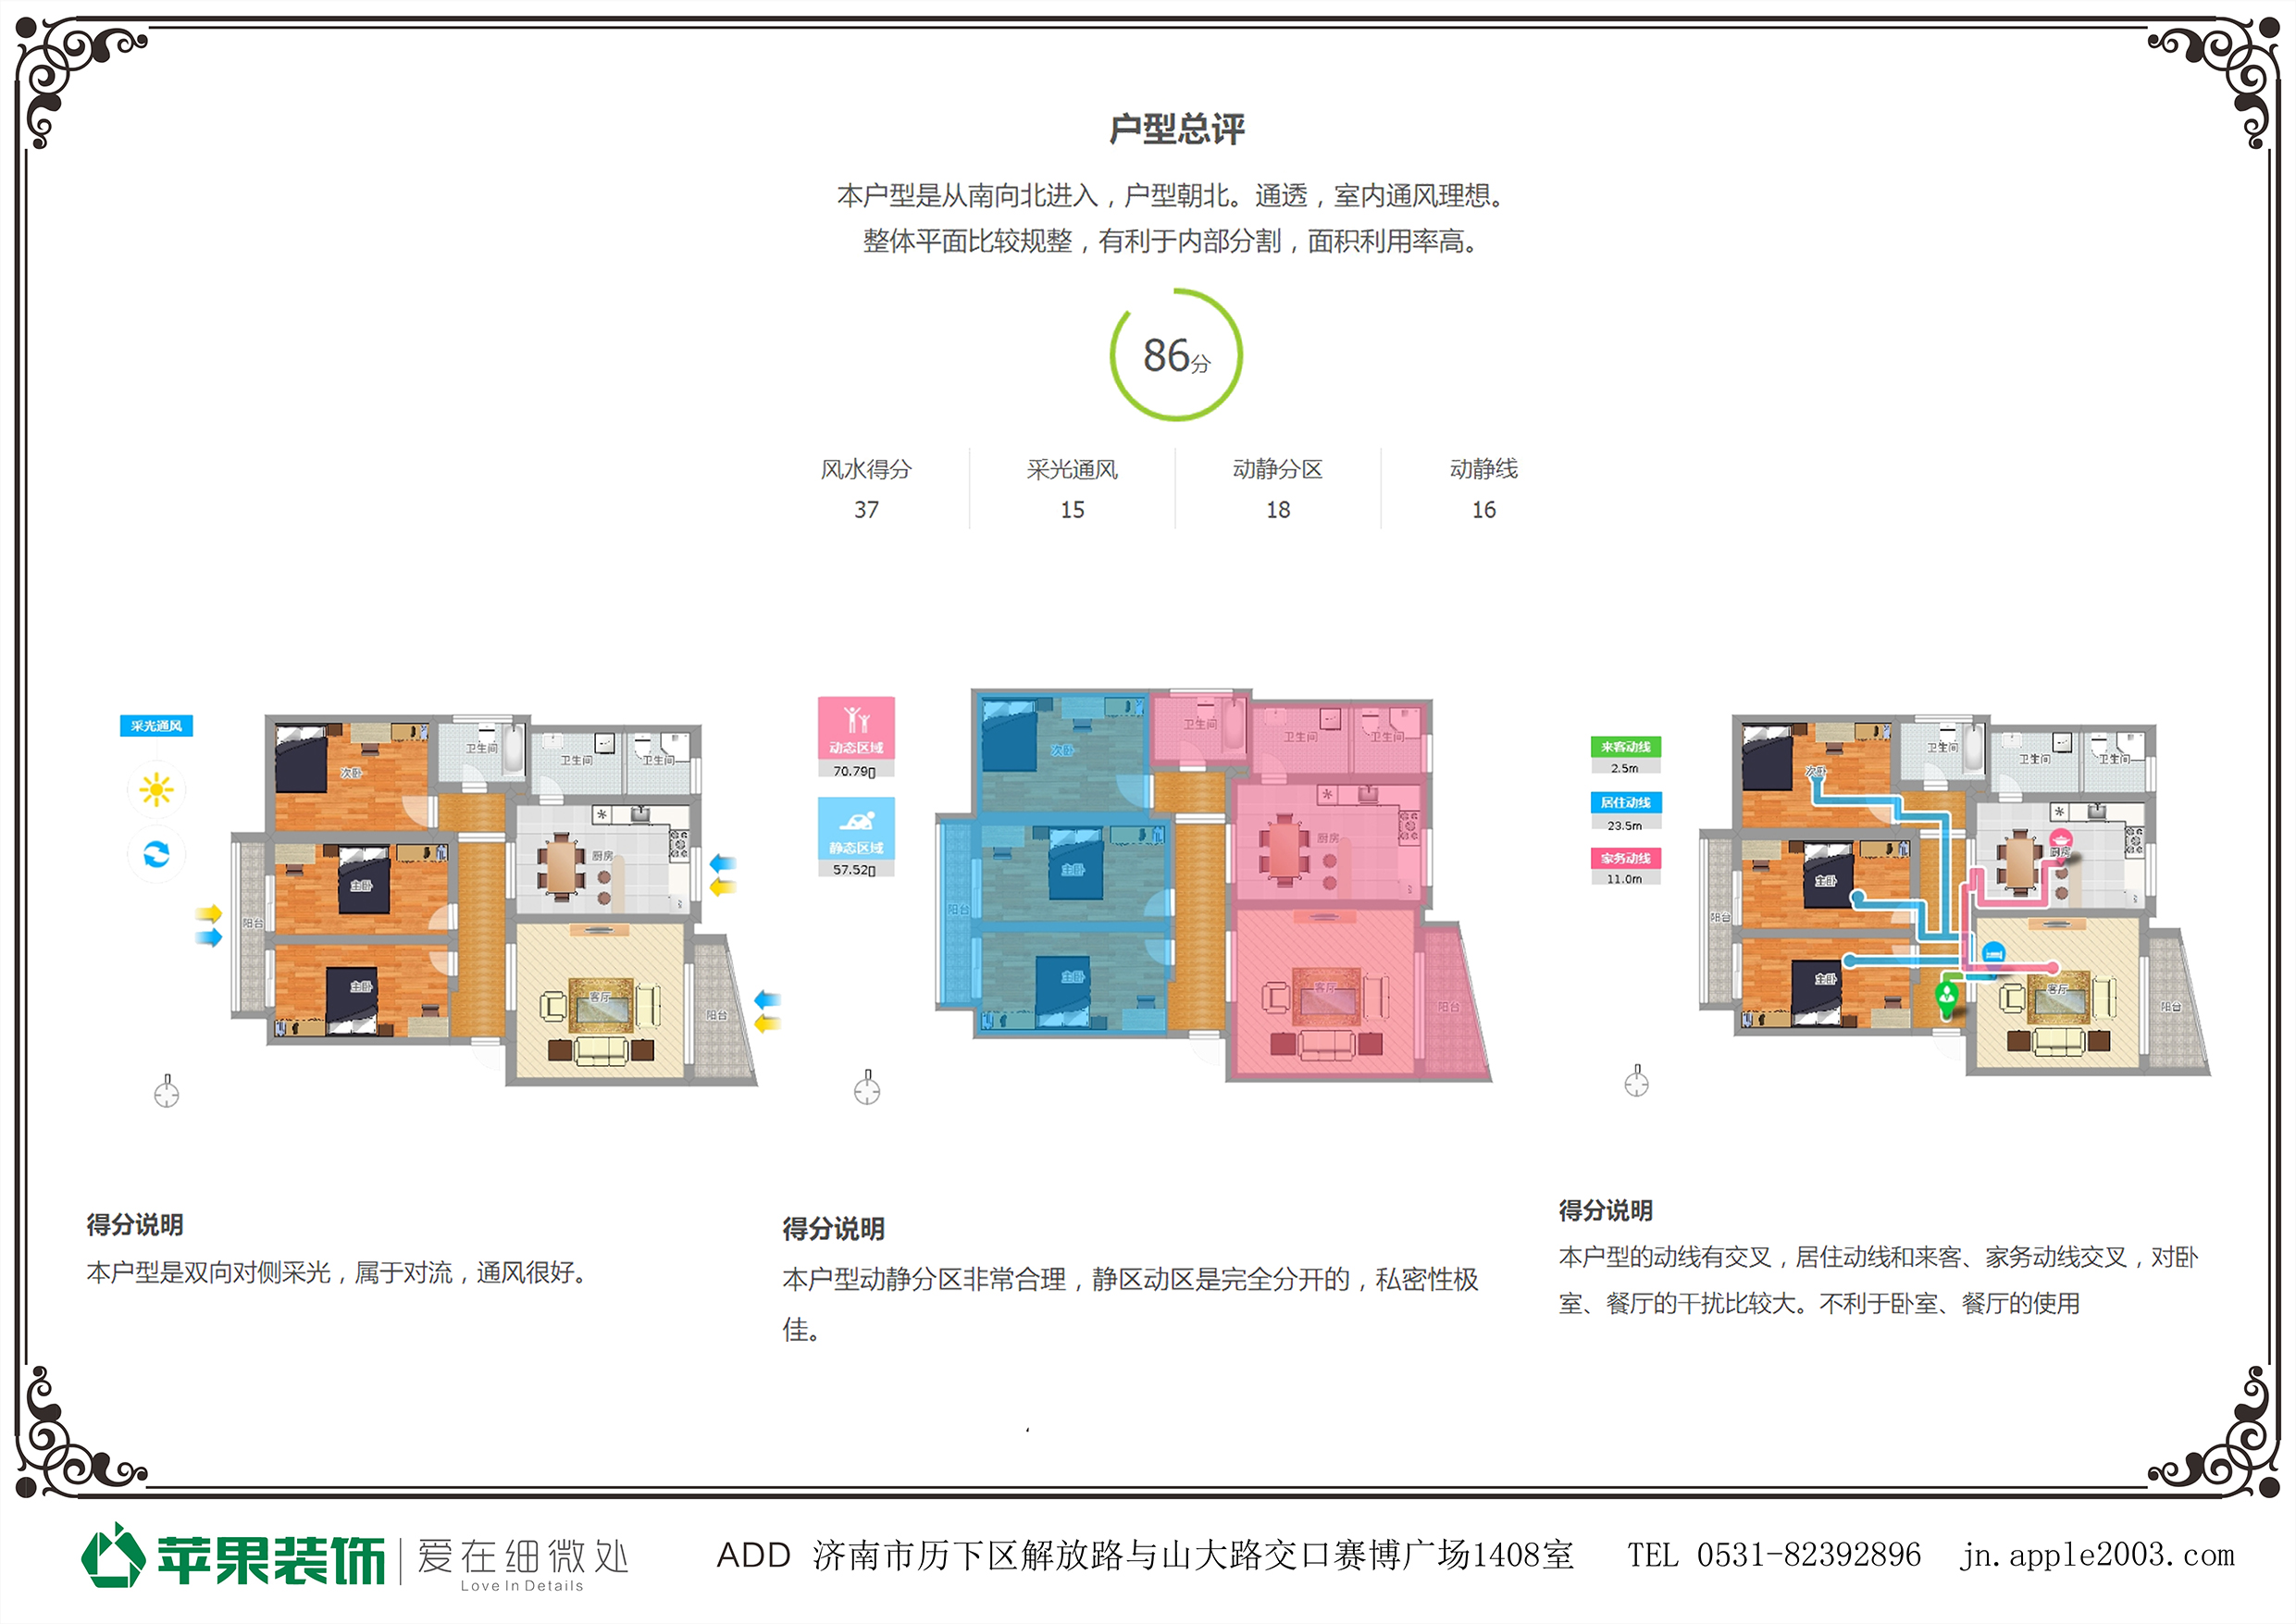 户型总评
本户型是从南向北进入，户型朝北。通透，室内通风理想。
整体平面比较规整，有利于内部分割，面积利用率高。
86分
风水得分 采光通风 动静分区 动静线
37 15 18 16
采光通风
次卧
卫生间
卫生间
卫生间
厨房
主卧
阳台
主卧
客厅
阳台
动态区域
70.79▯
静态区域
57.52▯
次卧
卫生间
卫生间
卫生间
厨房
主卧
阳台
主卧
客厅
阳台
来客动线
2.5m
居住动线
23.5m
家务动线
11.0m
次卧
卫生间
卫生间
卫生间
厨房
主卧
阳台
主卧
客厅
阳台
得分说明
本户型是双向对侧采光，属于对流，通风很好。
得分说明
本户型动静分区非常合理，静区动区是完全分开的，私密性极
佳。
得分说明
本户型的动线有交叉，居住动线和来客、家务动线交叉，对卧
室、餐厅的干扰比较大。不利于卧室、餐厅的使用
苹果装饰 爱在细微处
Love In Details
ADD 济南市历下区解放路与山大路交口赛博广场1408室 TEL 0531-82392896 jn.apple2003.com